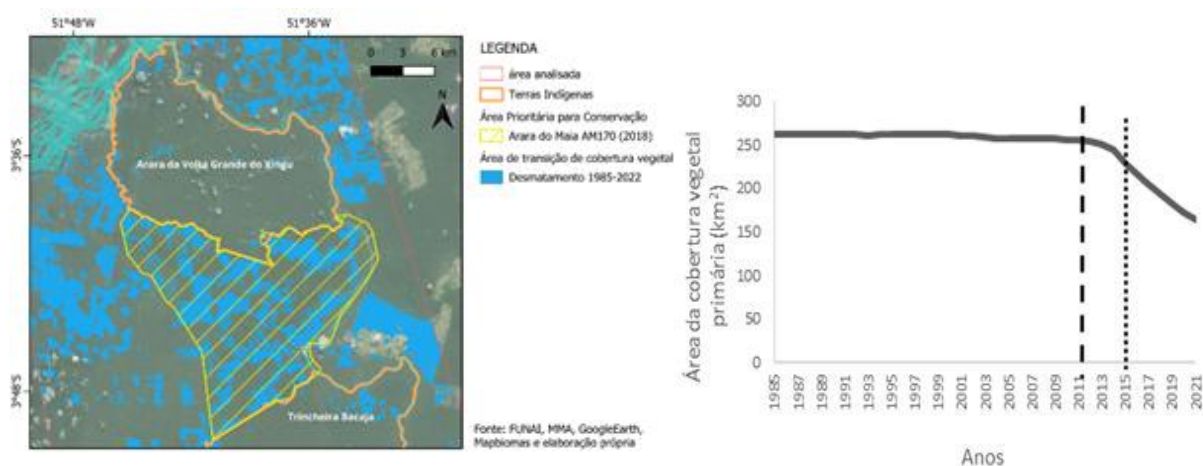 51°48'W
51°36'W
3°36'S
3°48'S
0 3 6 km
N
Arara da Volta Grande do Xingu
Trincheira Bacaja
LEGENDA
área analisada
Terras Indígenas
Área Prioritária para Conservação
Arara do Maia AM170 (2018)
Área de transição de cobertura vegetal
Desmatamento 1985-2022
Fonte: FUNAI, MMA, GoogleEarth,
Mapbiomas e elaboração própria
Área da cobertura vegetal
primária (km²)
300
250
200
150
100
50
0
1985
1987
1989
1991
1993
1995
1997
1999
2001
2003
2005
2007
2009
2011
2013
2015
2017
2019
2021
Anos